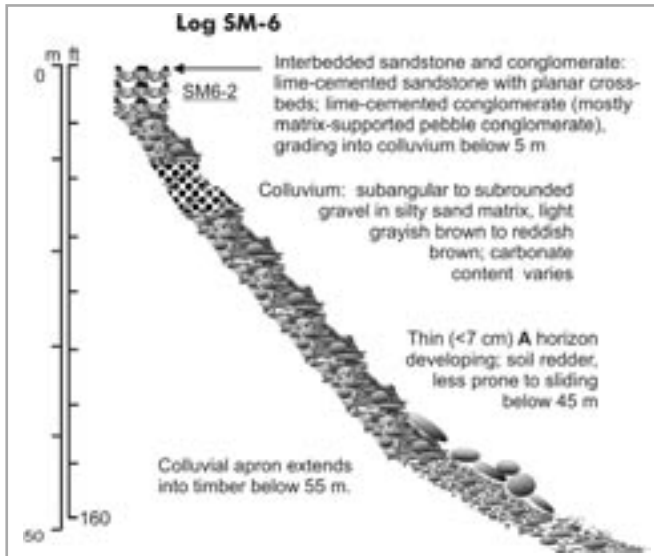 Log SM-6
m ft
0
SM6-2
Interbedded sandstone and conglomerate:
lime-cemented sandstone with planar cross-
beds; lime-cemented conglomerate (mostly
matrix-supported pebble conglomerate),
grading into colluvium below 5 m
Colluvium: subangular to subrounded
gravel in silty sand matrix, light
grayish brown to reddish
brown; carbonate
content varies
Thin (<7 cm) A horizon
developing; soil redder,
less prone to sliding
below 45 m
Colluvial apron extends
into timber below 55 m.
160
50